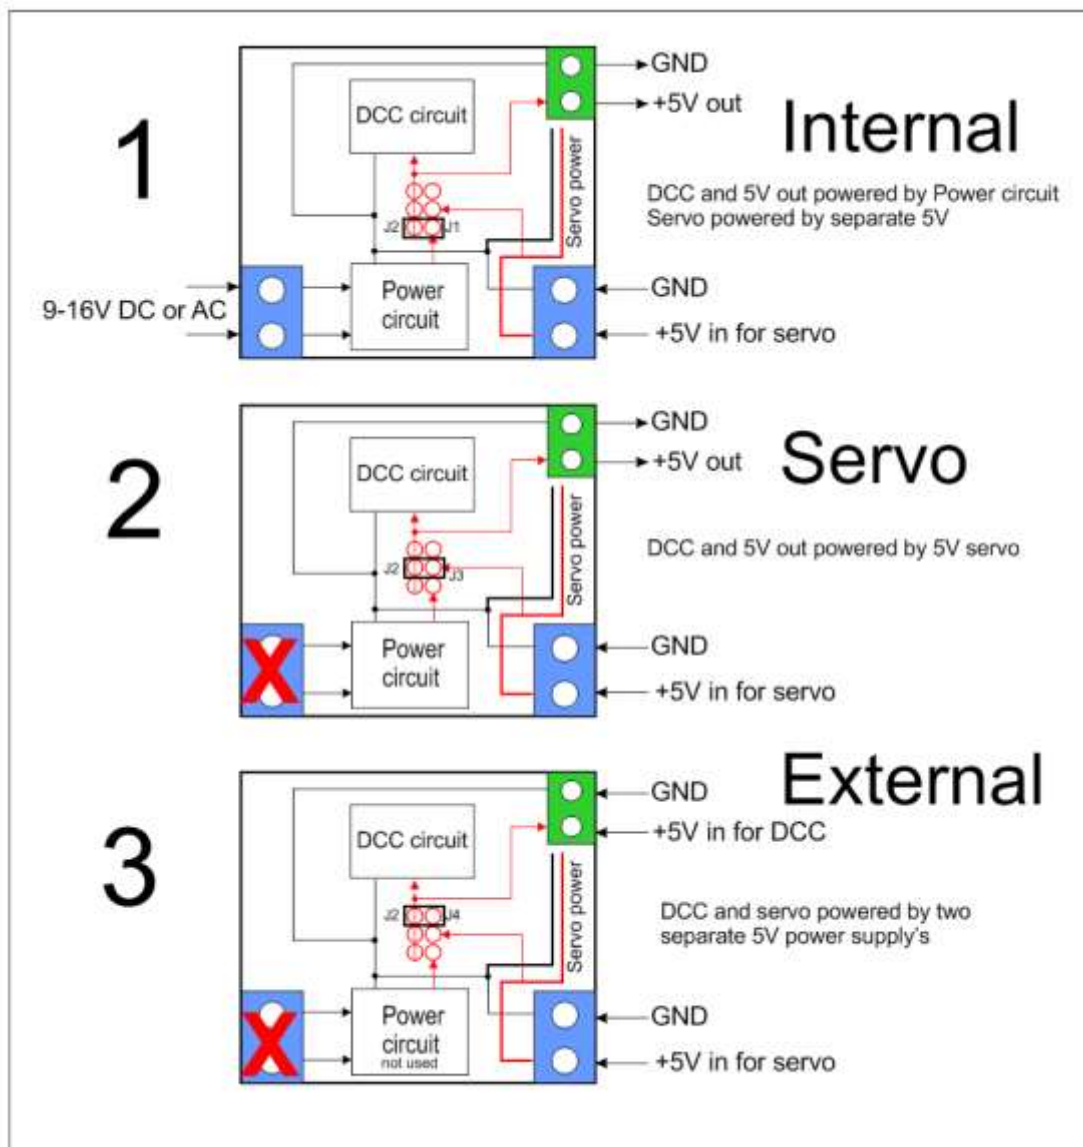 1
Internal
DCC and 5V out powered by Power circuit
Servo powered by separate 5V
GND
+5V out
DCC circuit
Servo power
J2
J1
9-16V DC or AC
Power
circuit
GND
+5V in for servo
2
Servo
DCC and 5V out powered by 5V servo
GND
+5V out
DCC circuit
Servo power
J2
J3
X
Power
circuit
GND
+5V in for servo
3
External
DCC and servo powered by two
separate 5V power supply's
GND
+5V in for DCC
DCC circuit
Servo power
J2
J4
X
Power
circuit
not used
GND
+5V in for servo